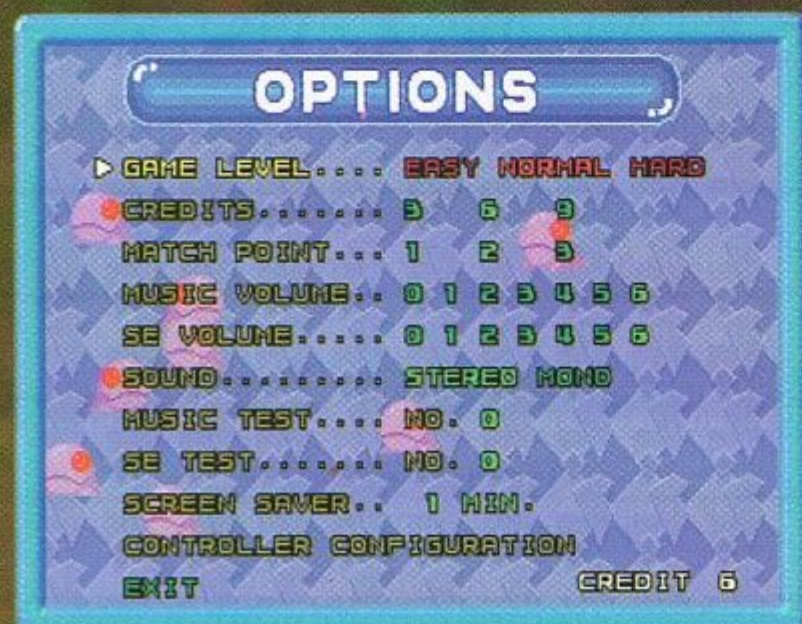 OPTIONS
GAME LEVEL.... EASY NORMAL HARD
CREDITS....... 3 6 9
MATCH POINT... 1 2 3
MUSIC VOLUME.. 0 1 2 3 4 5 6
SE VOLUME..... 0 1 2 3 4 5 6
SOUND......... STEREO MONO
MUSIC TEST.... NO. 0
SE TEST....... NO. 0
SCREEN SAVER.. 1 MIN.
CONTROLLER CONFIGURATION
EXIT CREDIT 6